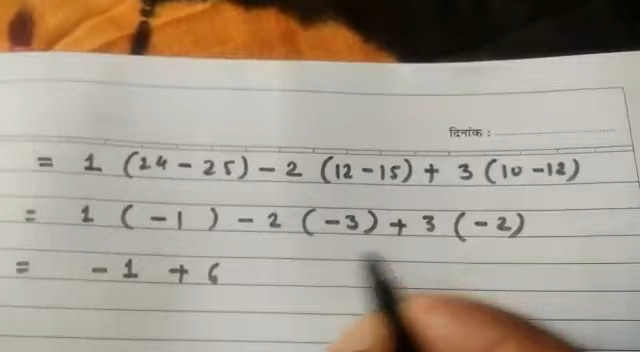 दिनांक :
= 1 (24 - 25) - 2 (12 - 15) + 3 (10 - 12)
= 1 ( - 1 ) - 2 ( - 3) + 3 ( - 2)
= - 1 + 6